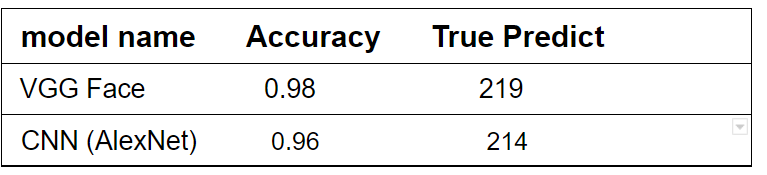 model name Accuracy True Predict
VGG Face 0.98 219
CNN (AlexNet) 0.96 214